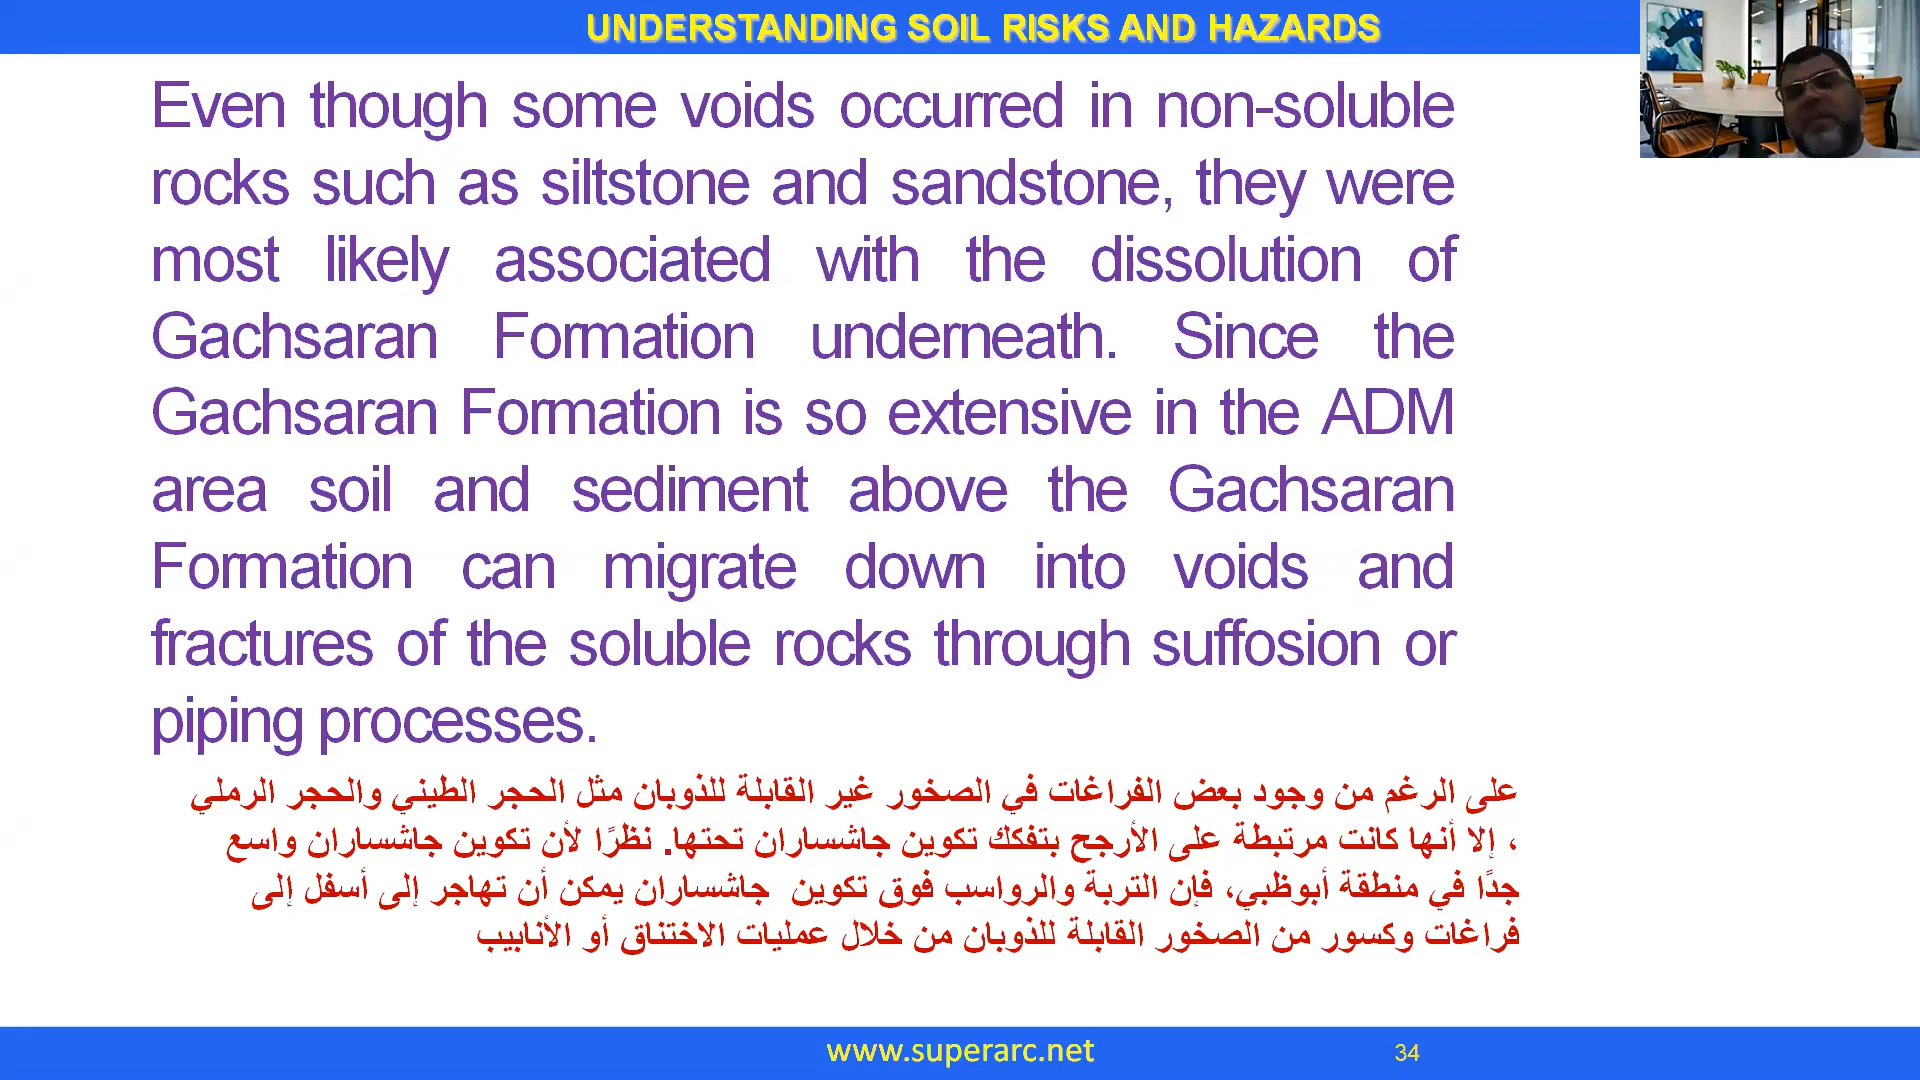 UNDERSTANDING SOIL RISKS AND HAZARDS
Even though some voids occurred in non-soluble
rocks such as siltstone and sandstone, they were
most likely associated with the dissolution of
Gachsaran Formation underneath. Since the
Gachsaran Formation is so extensive in the ADM
area soil and sediment above the Gachsaran
Formation can migrate down into voids and
fractures of the soluble rocks through suffosion or
piping processes.
على الرغم من وجود بعض الفراغات في الصخور غير القابلة للذوبان مثل الحجر الطيني والحجر الرملي
، إلا أنها كانت مرتبطة على الأرجح بتفكك تكوين جاشساران تحتها. نظرًا لأن تكوين جاشساران واسع
جدًا في منطقة أبوظبي، فإن التربة والرواسب فوق تكوين جاشساران يمكن أن تهاجر إلى أسفل إلى
فراغات وكسور من الصخور القابلة للذوبان من خلال عمليات الاختناق أو الأنابيب
www.superarc.net
34